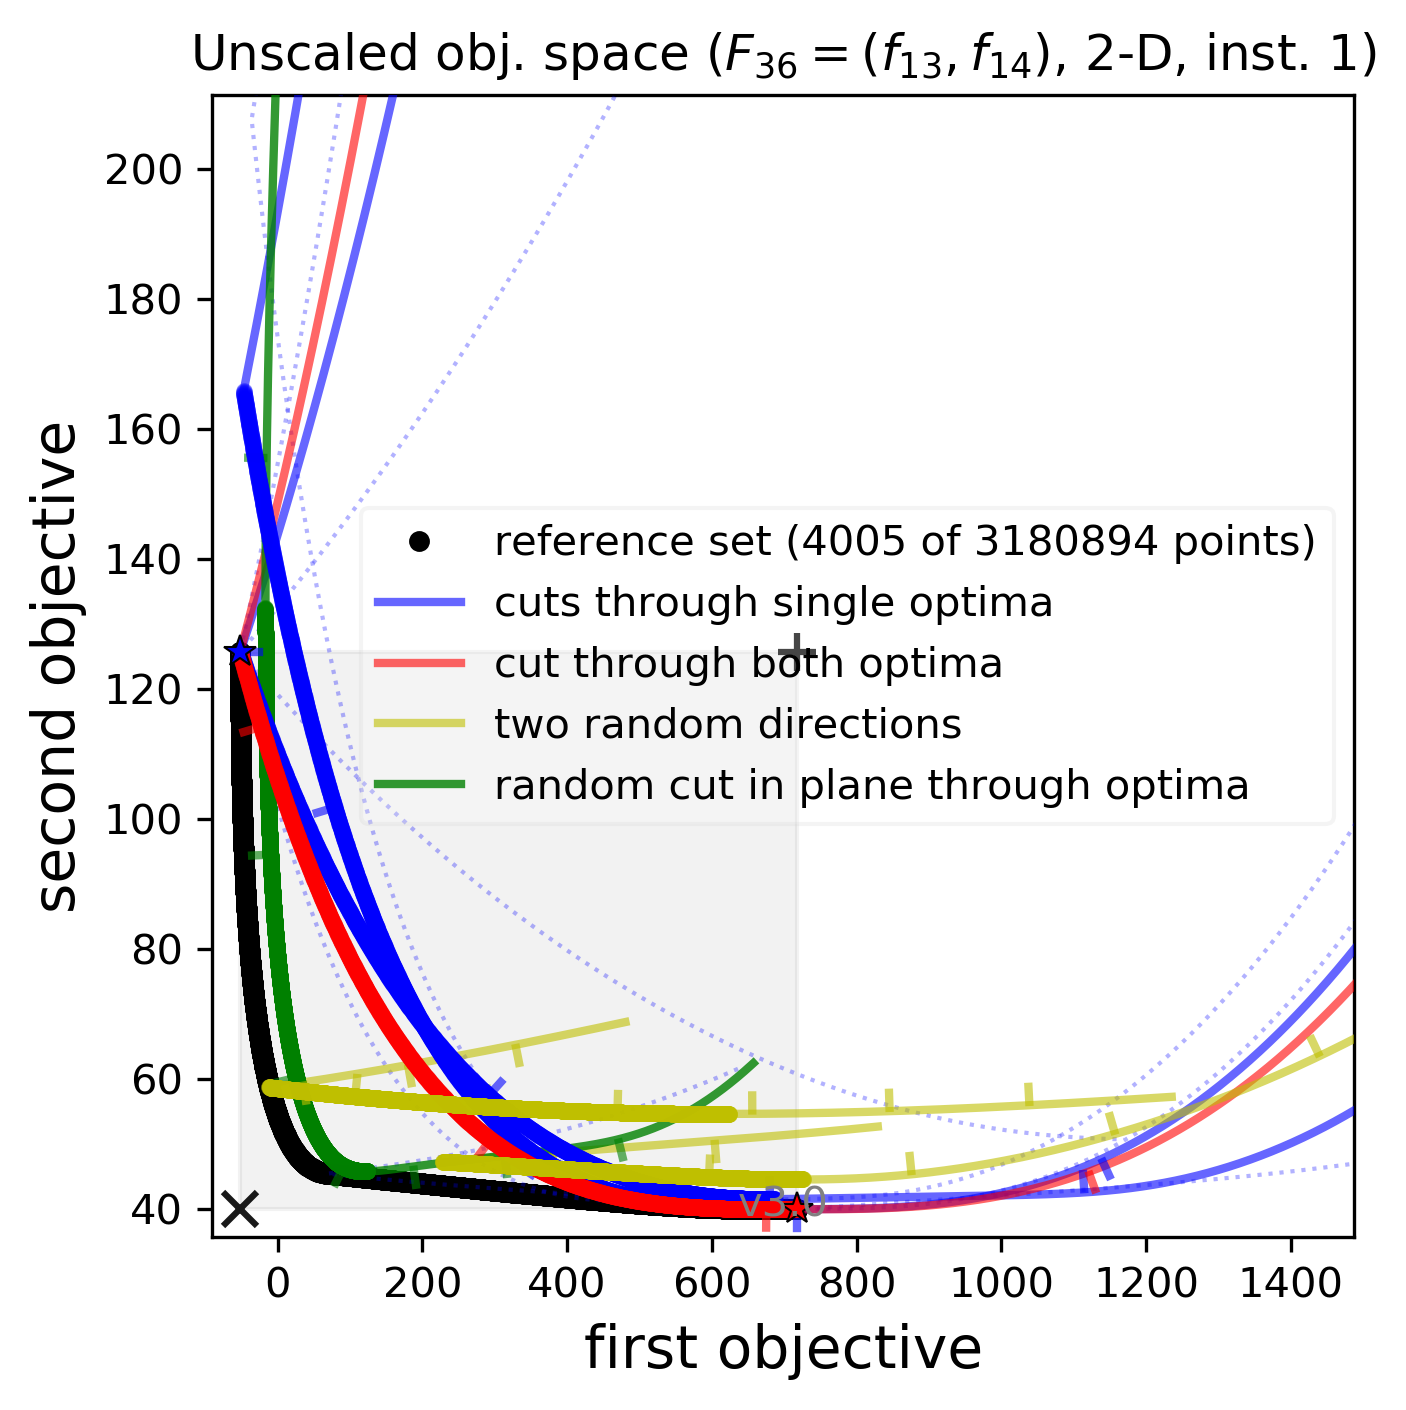 Unscaled obj. space (F₃₆ = (f₁₃, f₁₄), 2-D, inst. 1)
200
180
160
140
120
100
80
60
40
second objective
reference set (4005 of 3180894 points)
cuts through single optima
cut through both optima
two random directions
random cut in plane through optima
v3.0
0 200 400 600 800 1000 1200 1400
first objective